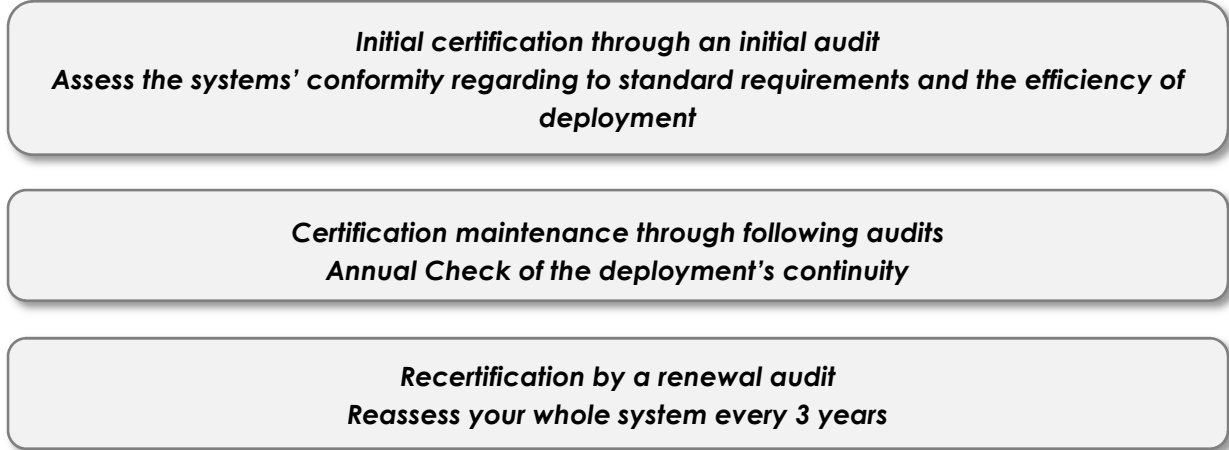 Initial certification through an initial audit
Assess the systems’ conformity regarding to standard requirements and the efficiency of
deployment
Certification maintenance through following audits
Annual Check of the deployment’s continuity
Recertification by a renewal audit
Reassess your whole system every 3 years